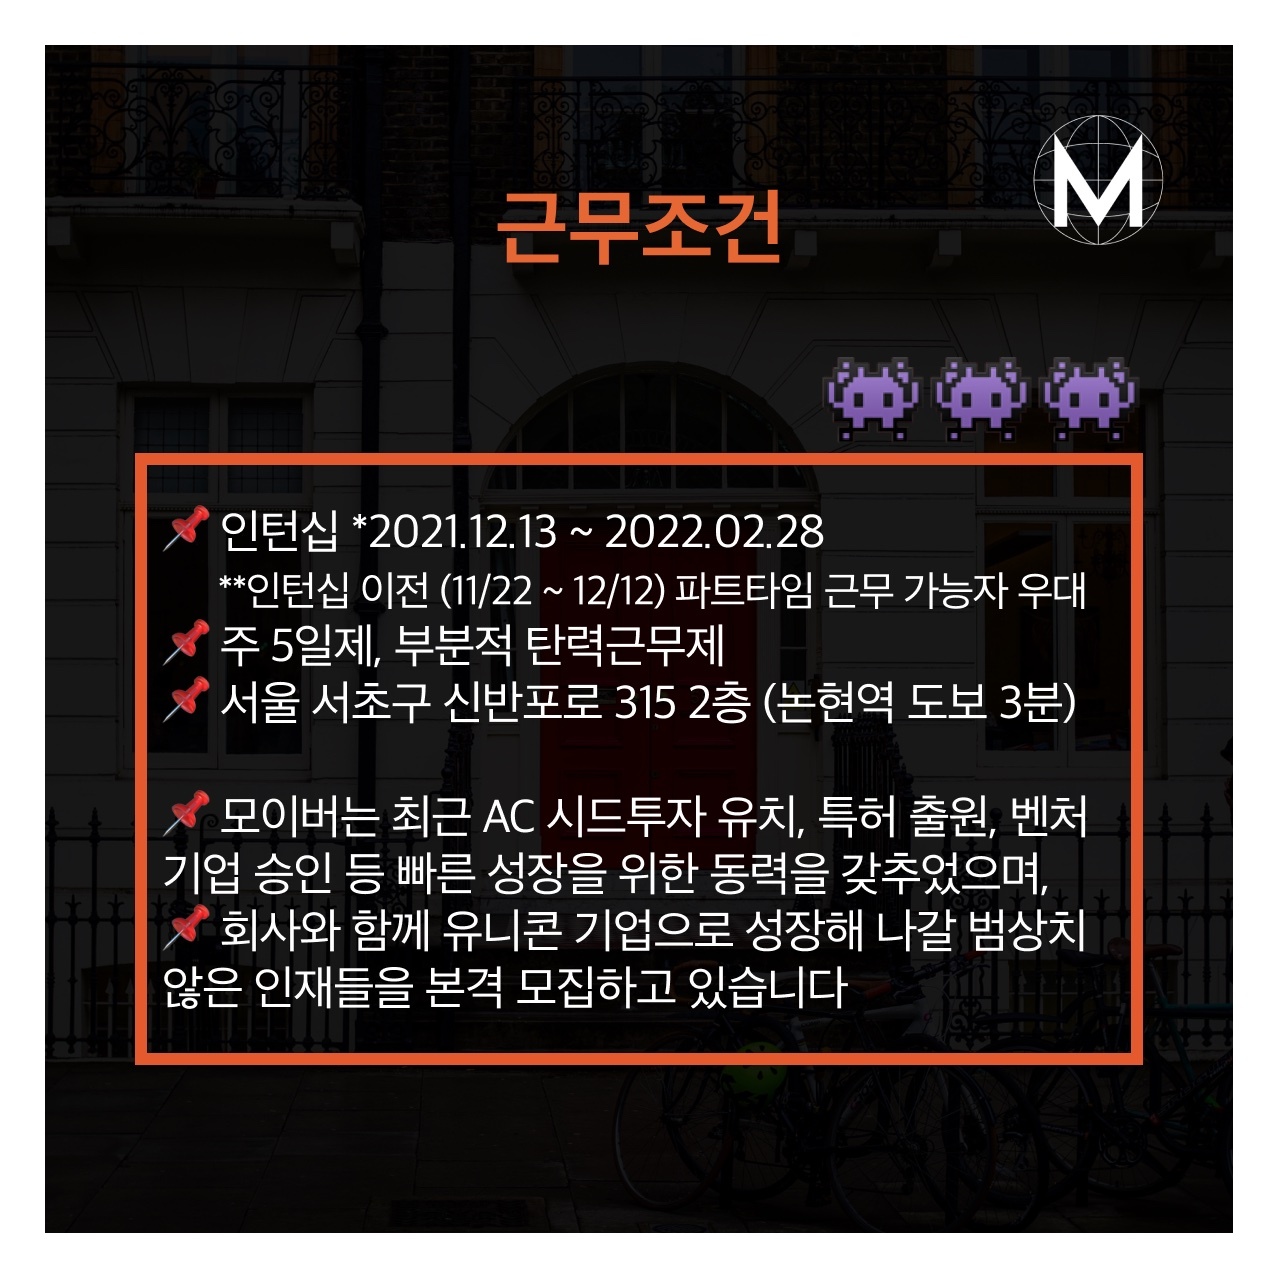 M
근무조건
인턴십 *2021.12.13 ~ 2022.02.28
**인턴십 이전 (11/22 ~ 12/12) 파트타임 근무 가능자 우대
주 5일제, 부분적 탄력근무제
서울 서초구 신반포로 315 2층 (논현역 도보 3분)
모이버는 최근 AC 시드투자 유치, 특허 출원, 벤처
기업 승인 등 빠른 성장을 위한 동력을 갖추었으며,
회사와 함께 유니콘 기업으로 성장해 나갈 범상치
않은 인재들을 본격 모집하고 있습니다